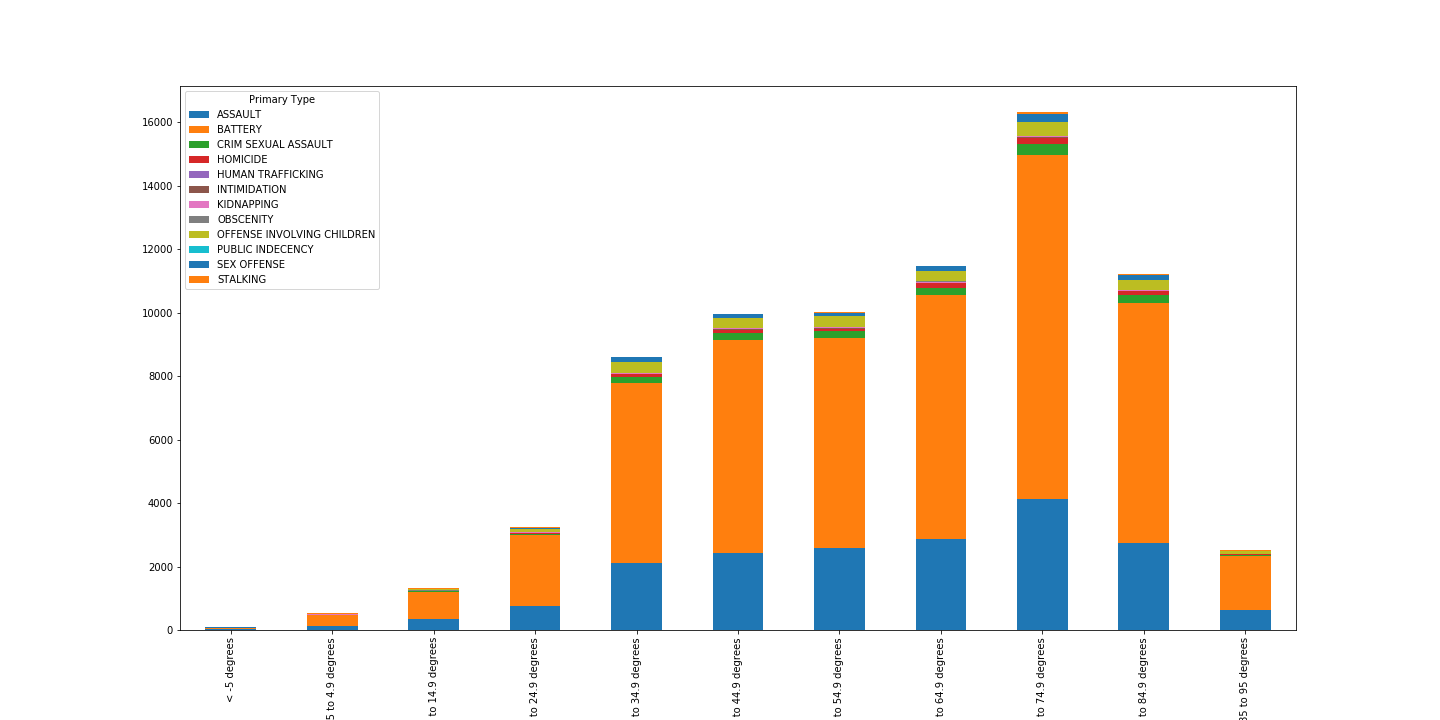 Primary Type
ASSAULT
BATTERY
CRIM SEXUAL ASSAULT
HOMICIDE
HUMAN TRAFFICKING
INTIMIDATION
KIDNAPPING
OBSCENITY
OFFENSE INVOLVING CHILDREN
PUBLIC INDECENCY
SEX OFFENSE
STALKING
16000
14000
12000
10000
8000
6000
4000
2000
0
< -5 degrees
5 to 4.9 degrees
to 14.9 degrees
to 24.9 degrees
to 34.9 degrees
to 44.9 degrees
to 54.9 degrees
to 64.9 degrees
to 74.9 degrees
to 84.9 degrees
to 95 degrees